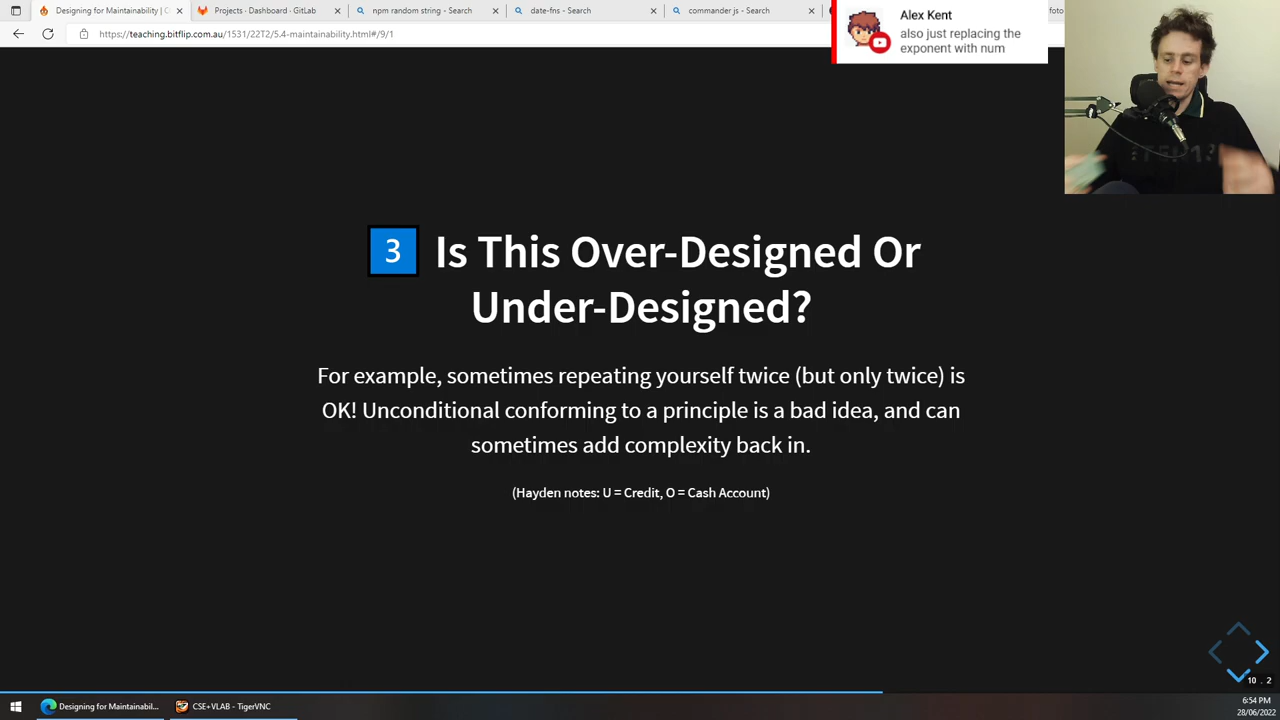 Designing for Maintainability | C
Projects · Dashboard · GitLab
npm random string - Search
date-fns - Search
commander js - Search
https://teaching.bitflip.com.au/1531/22T2/5.4-maintainability.html#/9/1
Alex Kent
also just replacing the
exponent with num
3 Is This Over-Designed Or
Under-Designed?
For example, sometimes repeating yourself twice (but only twice) is
OK! Unconditional conforming to a principle is a bad idea, and can
sometimes add complexity back in.
(Hayden notes: U = Credit, O = Cash Account)
10 . 2
Designing for Maintainabil...
CSE+VLAB - TigerVNC
6:54 PM
28/06/2022